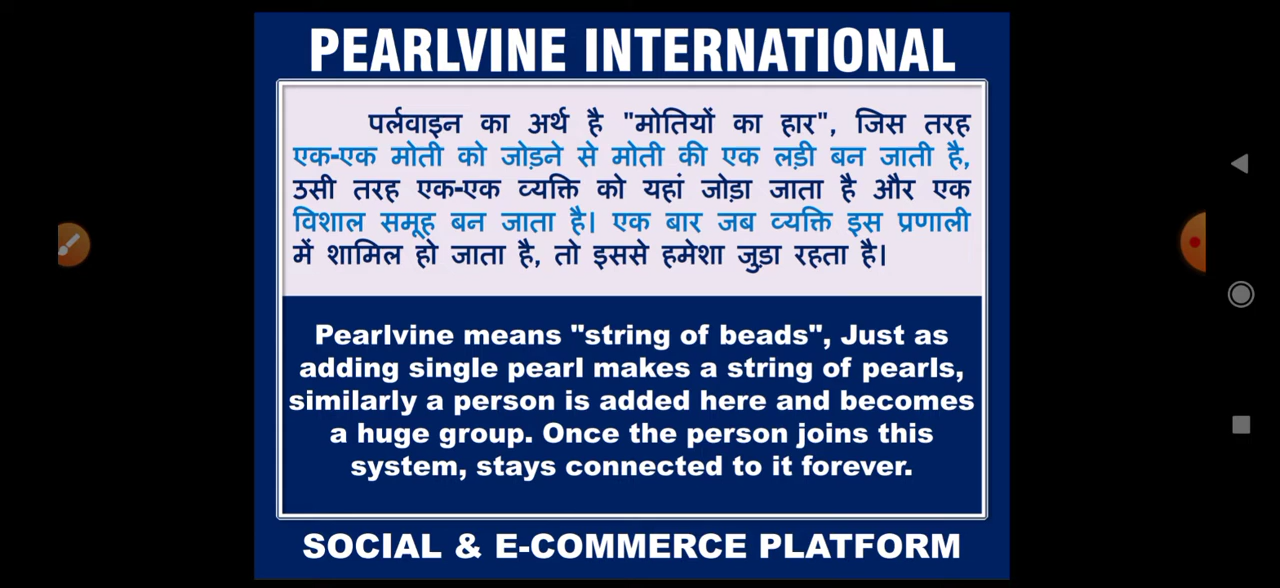 PEARLVINE INTERNATIONAL
पर्लवाइन का अर्थ है "मोतियों का हार", जिस तरह
एक-एक मोती को जोड़ने से मोती की एक लड़ी बन जाती है,
उसी तरह एक-एक व्यक्ति को यहां जोड़ा जाता है और एक
विशाल समूह बन जाता है। एक बार जब व्यक्ति इस प्रणाली
में शामिल हो जाता है, तो इससे हमेशा जुड़ा रहता है।
Pearlvine means "string of beads", Just as
adding single pearl makes a string of pearls,
similarly a person is added here and becomes
a huge group. Once the person joins this
system, stays connected to it forever.
SOCIAL & E-COMMERCE PLATFORM